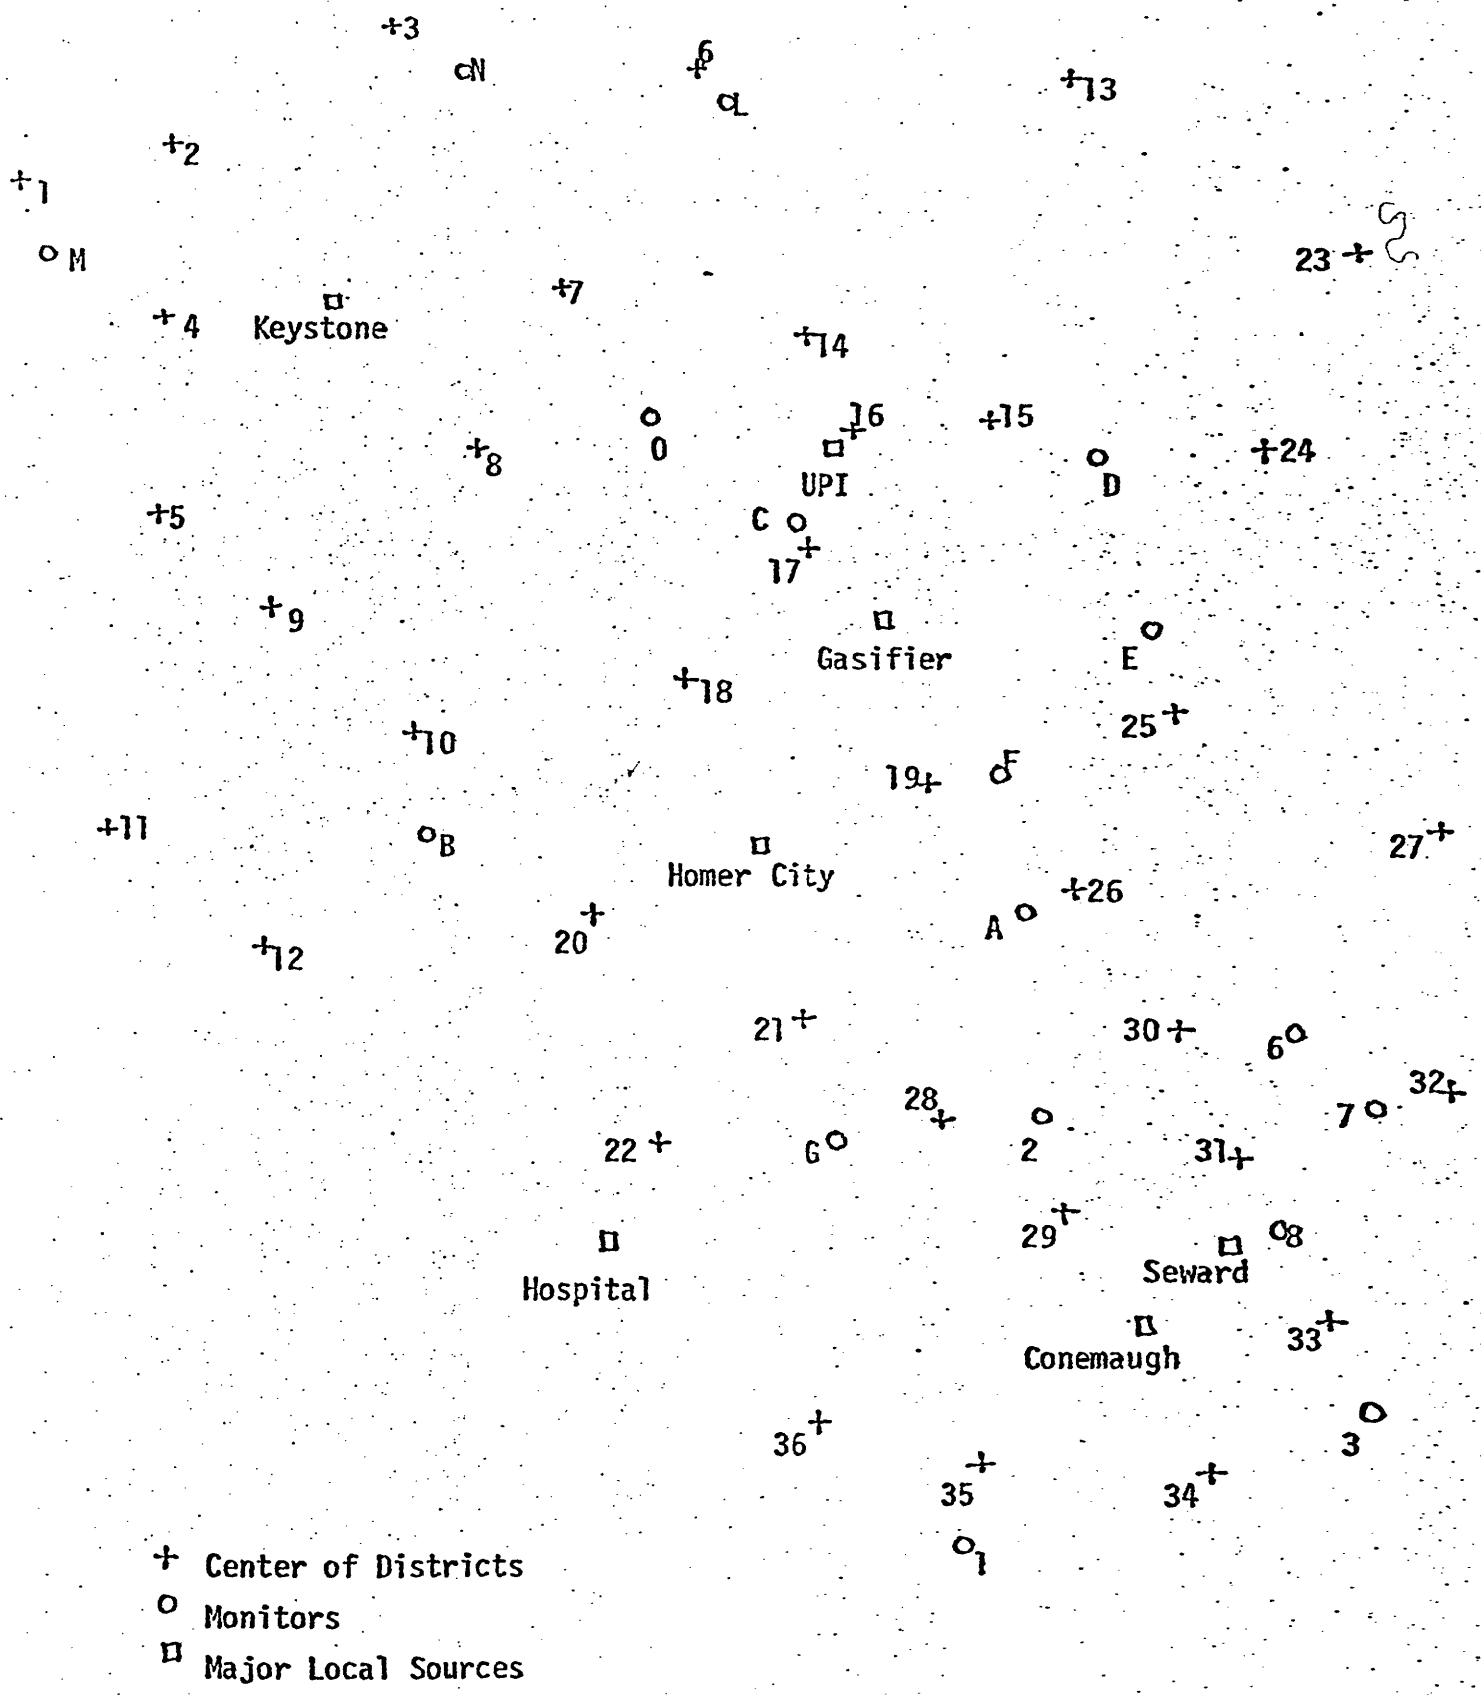 +3
N
6
L
+13
+2
+1
M
23 +
+7
+4
Keystone
+14
16
+15
O
+8
UPI
D
+24
+5
C
17
+9
Gasifier
E
+18
25 +
+10
F
19+
+11
B
27 +
Homer City
+26
A
20
+12
21 +
30 +
6
32+
28
7
22 +
G
2
31+
29
8
Seward
Hospital
33
Conemaugh
36
3
35
34
1
+ Center of Districts
Monitors
Major Local Sources